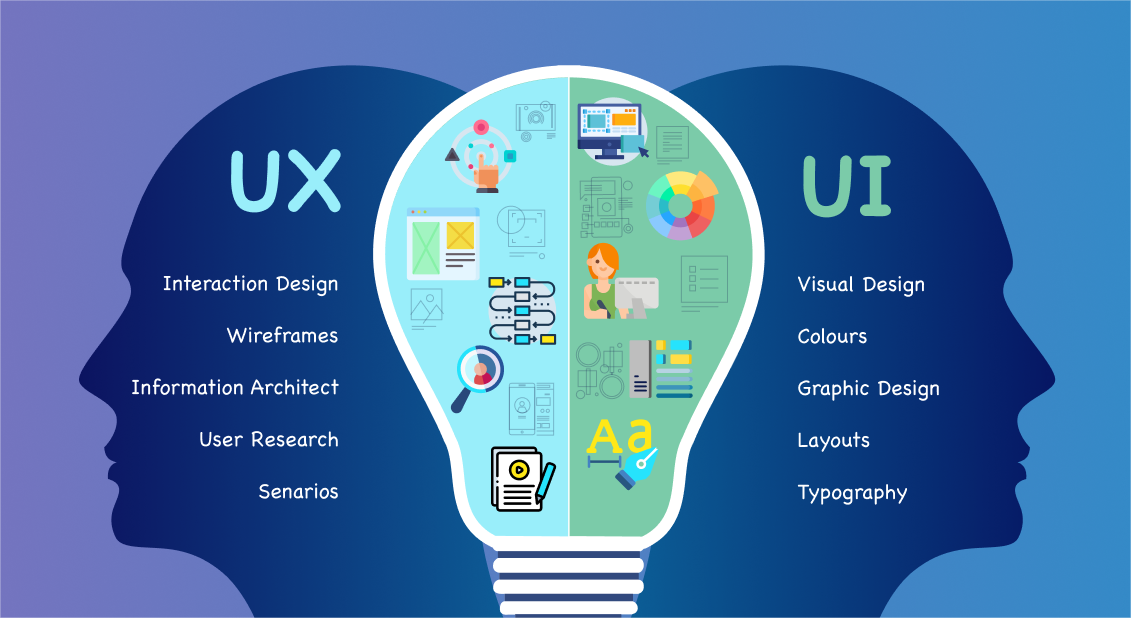 UX
Interaction Design
Wireframes
Information Architect
User Research
Senarios
Aa
UI
Visual Design
Colours
Graphic Design
Layouts
Typography